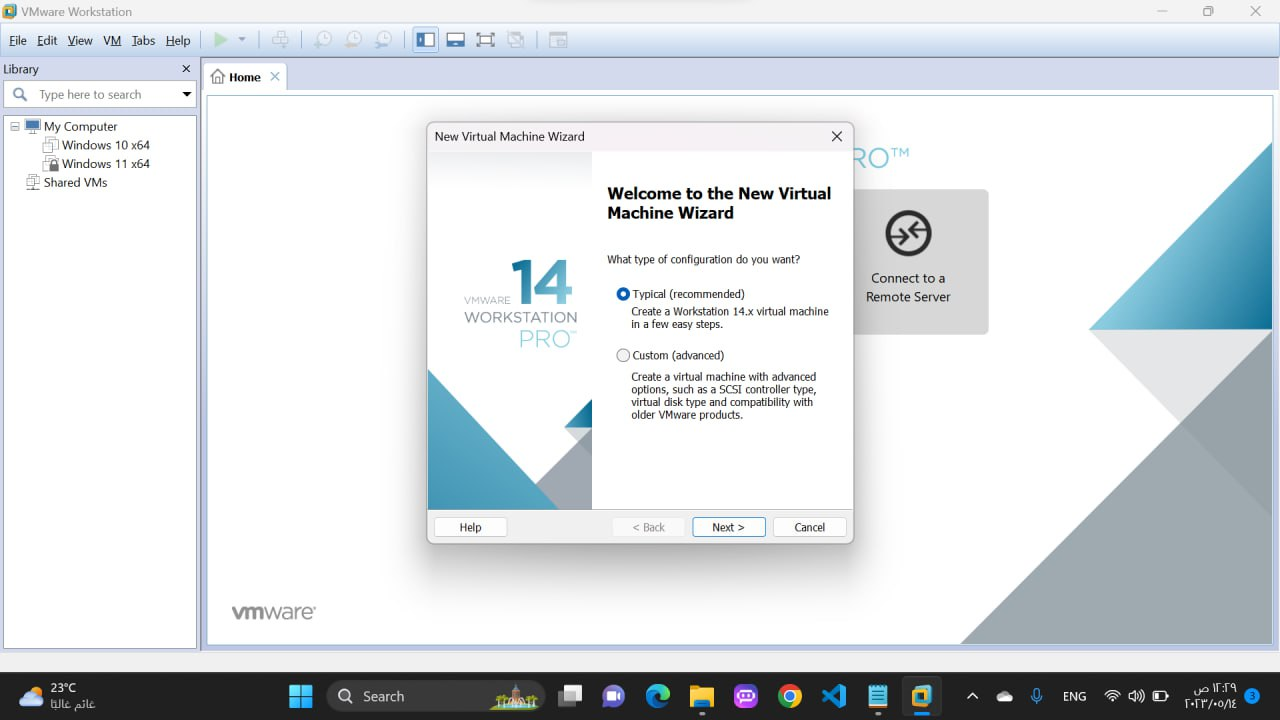 VMware Workstation
File Edit View VM Tabs Help
Library
Type here to search
My Computer
Windows 10 x64
Windows 11 x64
Shared VMs
Home
PRO™
Connect to a
Remote Server
vmware®
New Virtual Machine Wizard
VMWARE 14
WORKSTATION
PRO™
Welcome to the New Virtual
Machine Wizard
What type of configuration do you want?
Typical (recommended)
Create a Workstation 14.x virtual machine
in a few easy steps.
Custom (advanced)
Create a virtual machine with advanced
options, such as a SCSI controller type,
virtual disk type and compatibility with
older VMware products.
Help
< Back
Next >
Cancel
23°C
غائم غالبًا
Search
ENG
١٢:٢٩ ص
٢٠٢٣/٠٥/١٤
3